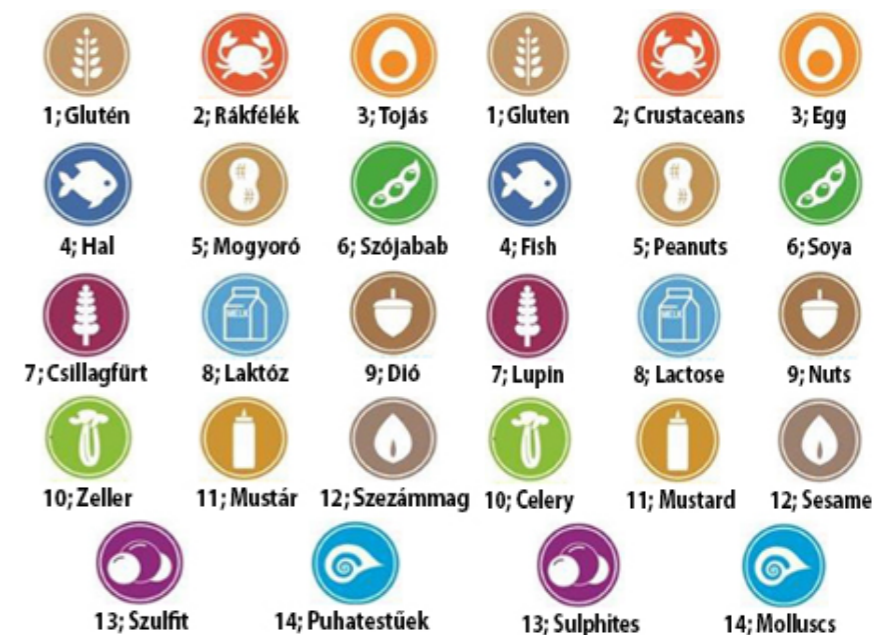 1; Glutén 2; Rákfélék 3; Tojás 1; Gluten 2; Crustaceans 3; Egg
4; Hal 5; Mogyoró 6; Szójabab 4; Fish 5; Peanuts 6; Soya
MELK MELK
7; Csillagfürt 8; Laktóz 9; Dió 7; Lupin 8; Lactose 9; Nuts
10; Zeller 11; Mustár 12; Szezámmag 10; Celery 11; Mustard 12; Sesame
13; Szulfit 14; Puhatestűek 13; Sulphites 14; Molluscs